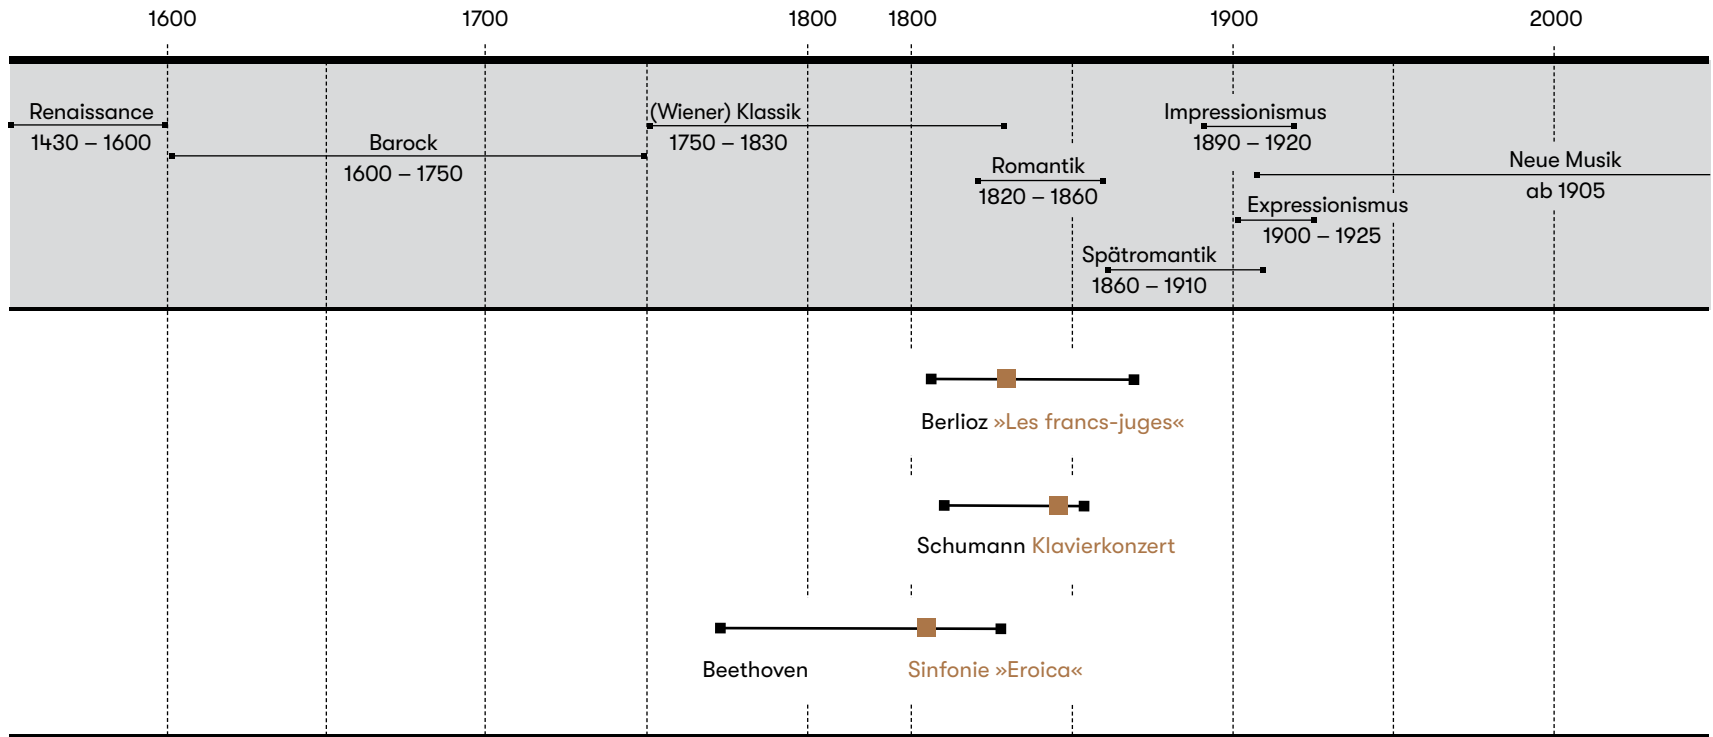 1600 1700 1800 1800 1900 2000
Renaissance
1430 – 1600
Barock
1600 – 1750
(Wiener) Klassik
1750 – 1830
Romantik
1820 – 1860
Impressionismus
1890 – 1920
Neue Musik
ab 1905
Expressionismus
1900 – 1925
Spätromantik
1860 – 1910
Berlioz »Les francs-juges«
Schumann Klavierkonzert
Beethoven Sinfonie »Eroica«